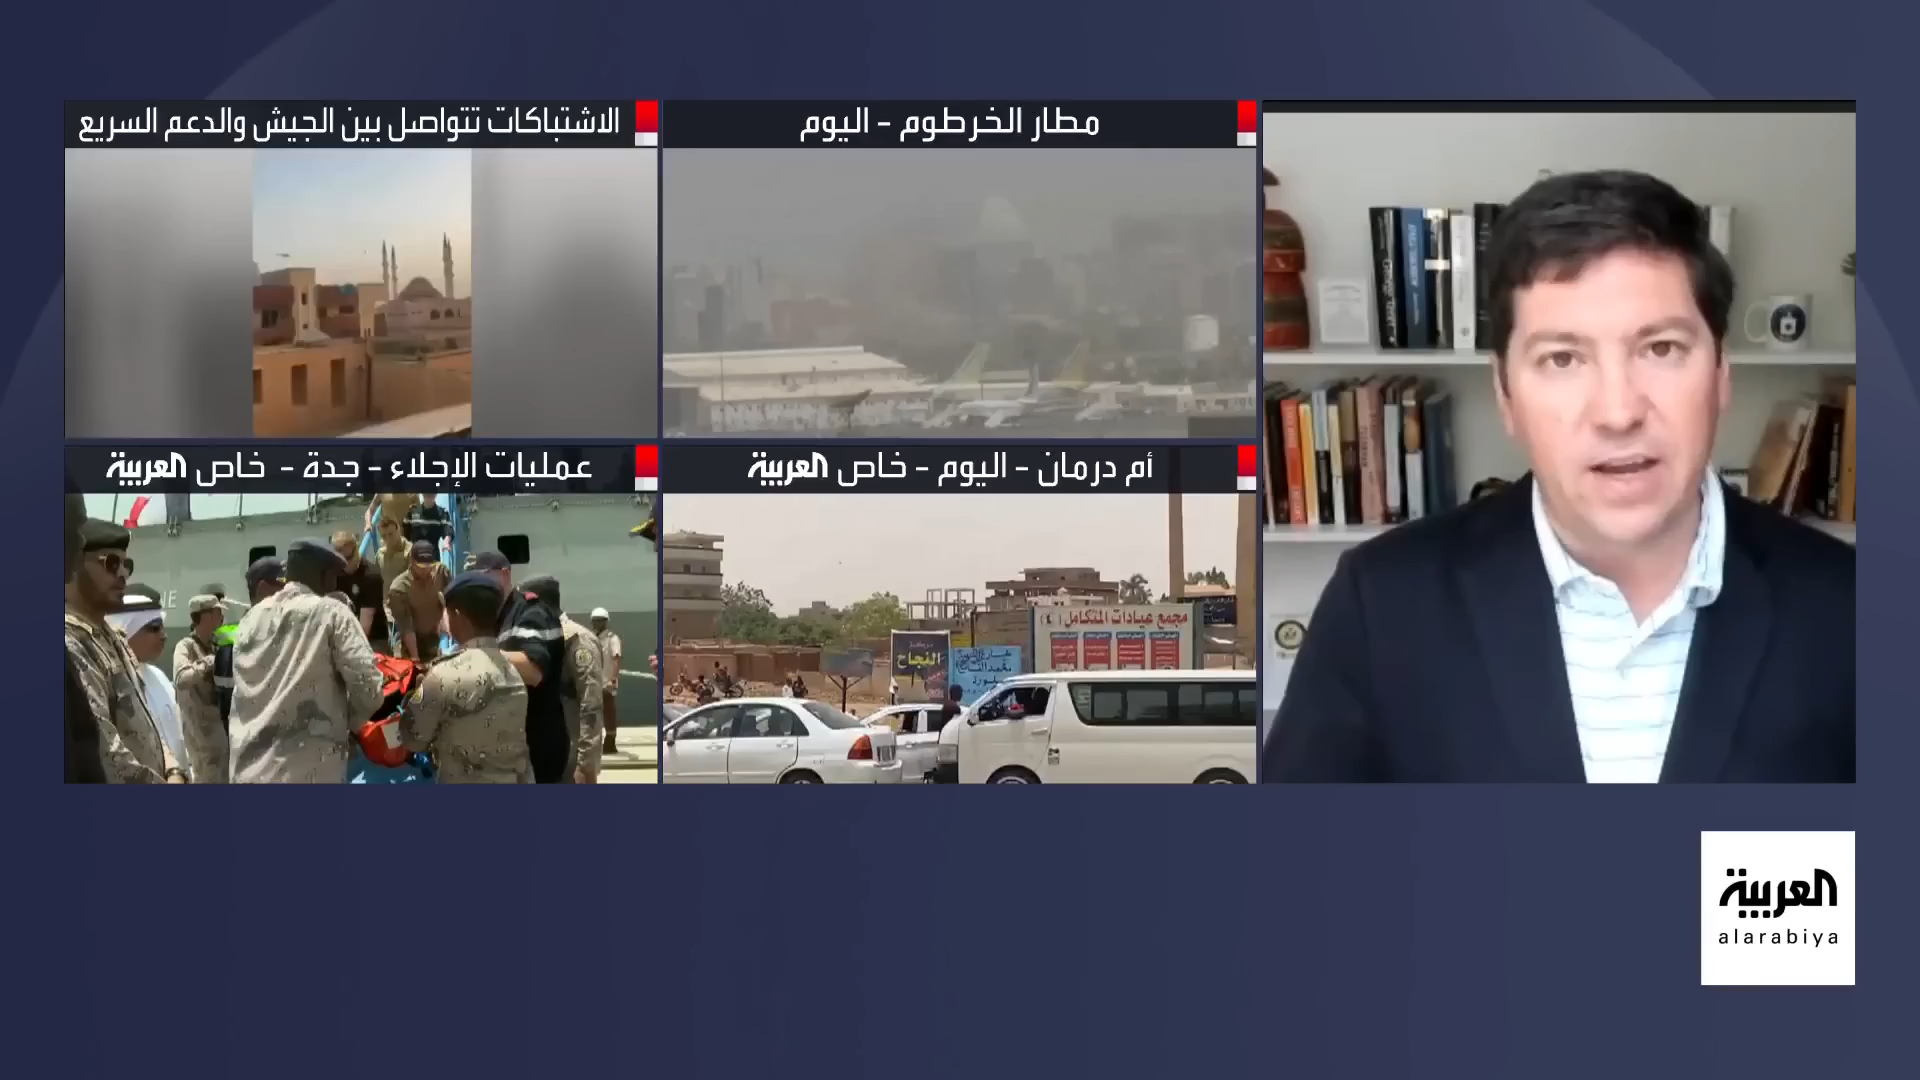 مطار الخرطوم - اليوم
الاشتباكات تتواصل بين الجيش والدعم السريع
أم درمان - اليوم - خاص العربية
عمليات الإجلاء - جدة - خاص العربية
مجمع عيادات المتكامل (٤)
النجاح
العربية
alarabiya